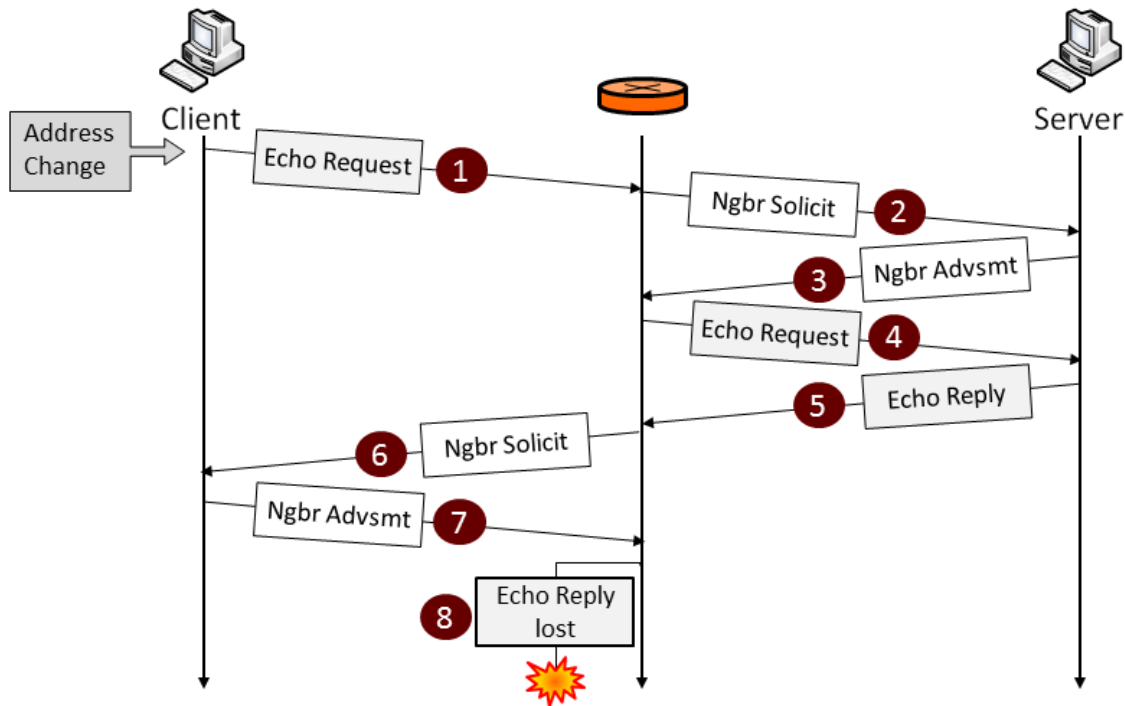 Client
Server
Address
Change
Echo Request
1
Ngbr Solicit
2
Ngbr Advsmt
3
Echo Request
4
Echo Reply
5
Ngbr Solicit
6
Ngbr Advsmt
7
Echo Reply
lost
8